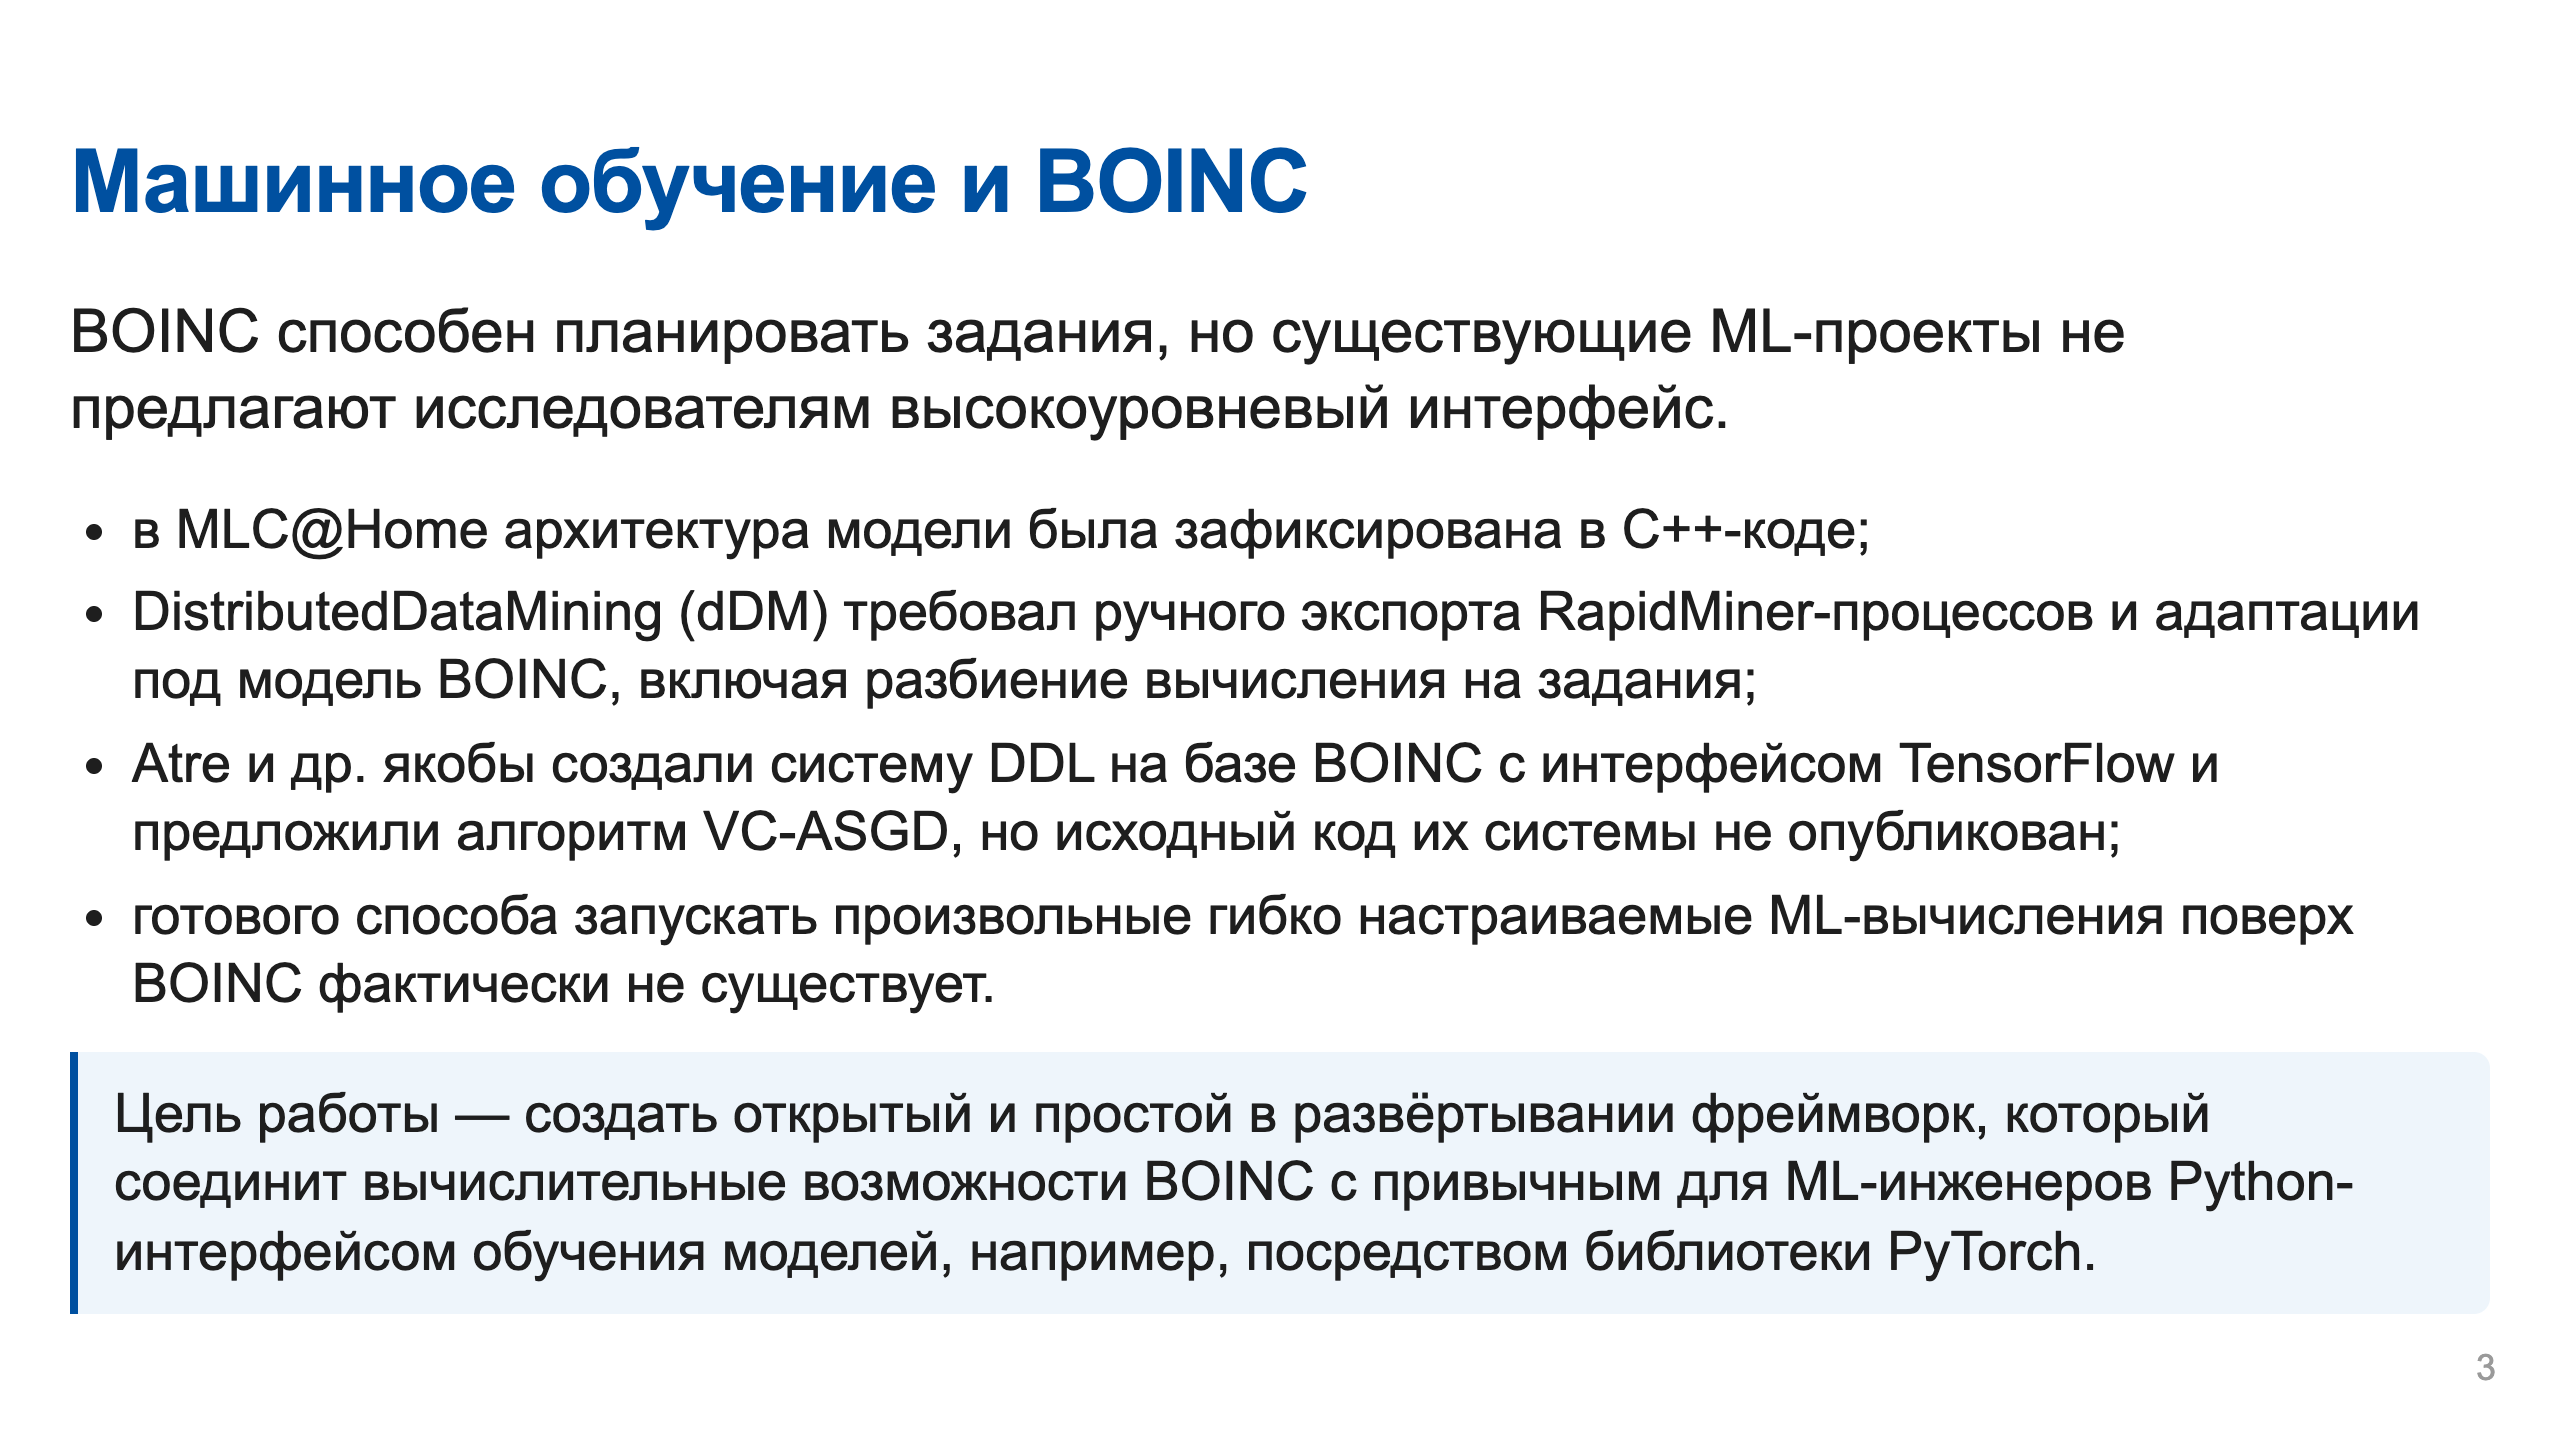 Машинное обучение и BOINC
BOINC способен планировать задания, но существующие ML-проекты не
предлагают исследователям высокоуровневый интерфейс.
• в MLC@Home архитектура модели была зафиксирована в C++-коде;
• DistributedDataMining (dDM) требовал ручного экспорта RapidMiner-процессов и адаптации
под модель BOINC, включая разбиение вычисления на задания;
• Atre и др. якобы создали систему DDL на базе BOINC с интерфейсом TensorFlow и
предложили алгоритм VC-ASGD, но исходный код их системы не опубликован;
• готового способа запускать произвольные гибко настраиваемые ML-вычисления поверх
BOINC фактически не существует.
Цель работы — создать открытый и простой в развёртывании фреймворк, который
соединит вычислительные возможности BOINC с привычным для ML-инженеров Python-
интерфейсом обучения моделей, например, посредством библиотеки PyTorch.
3